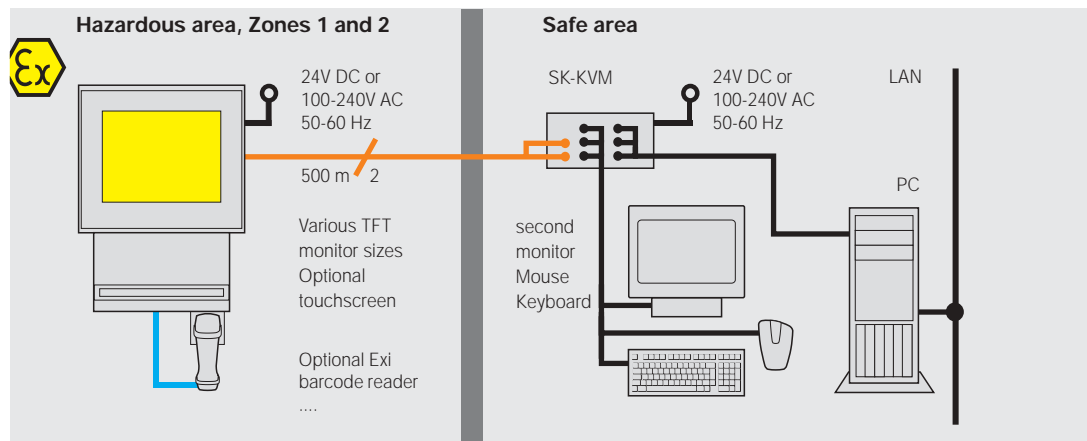 Hazardous area, Zones 1 and 2
Ex
24V DC or
100-240V AC
50-60 Hz
500 m
2
Various TFT
monitor sizes
Optional
touchscreen
Optional Exi
barcode reader
....
Safe area
SK-KVM
24V DC or
100-240V AC
50-60 Hz
LAN
PC
second
monitor
Mouse
Keyboard